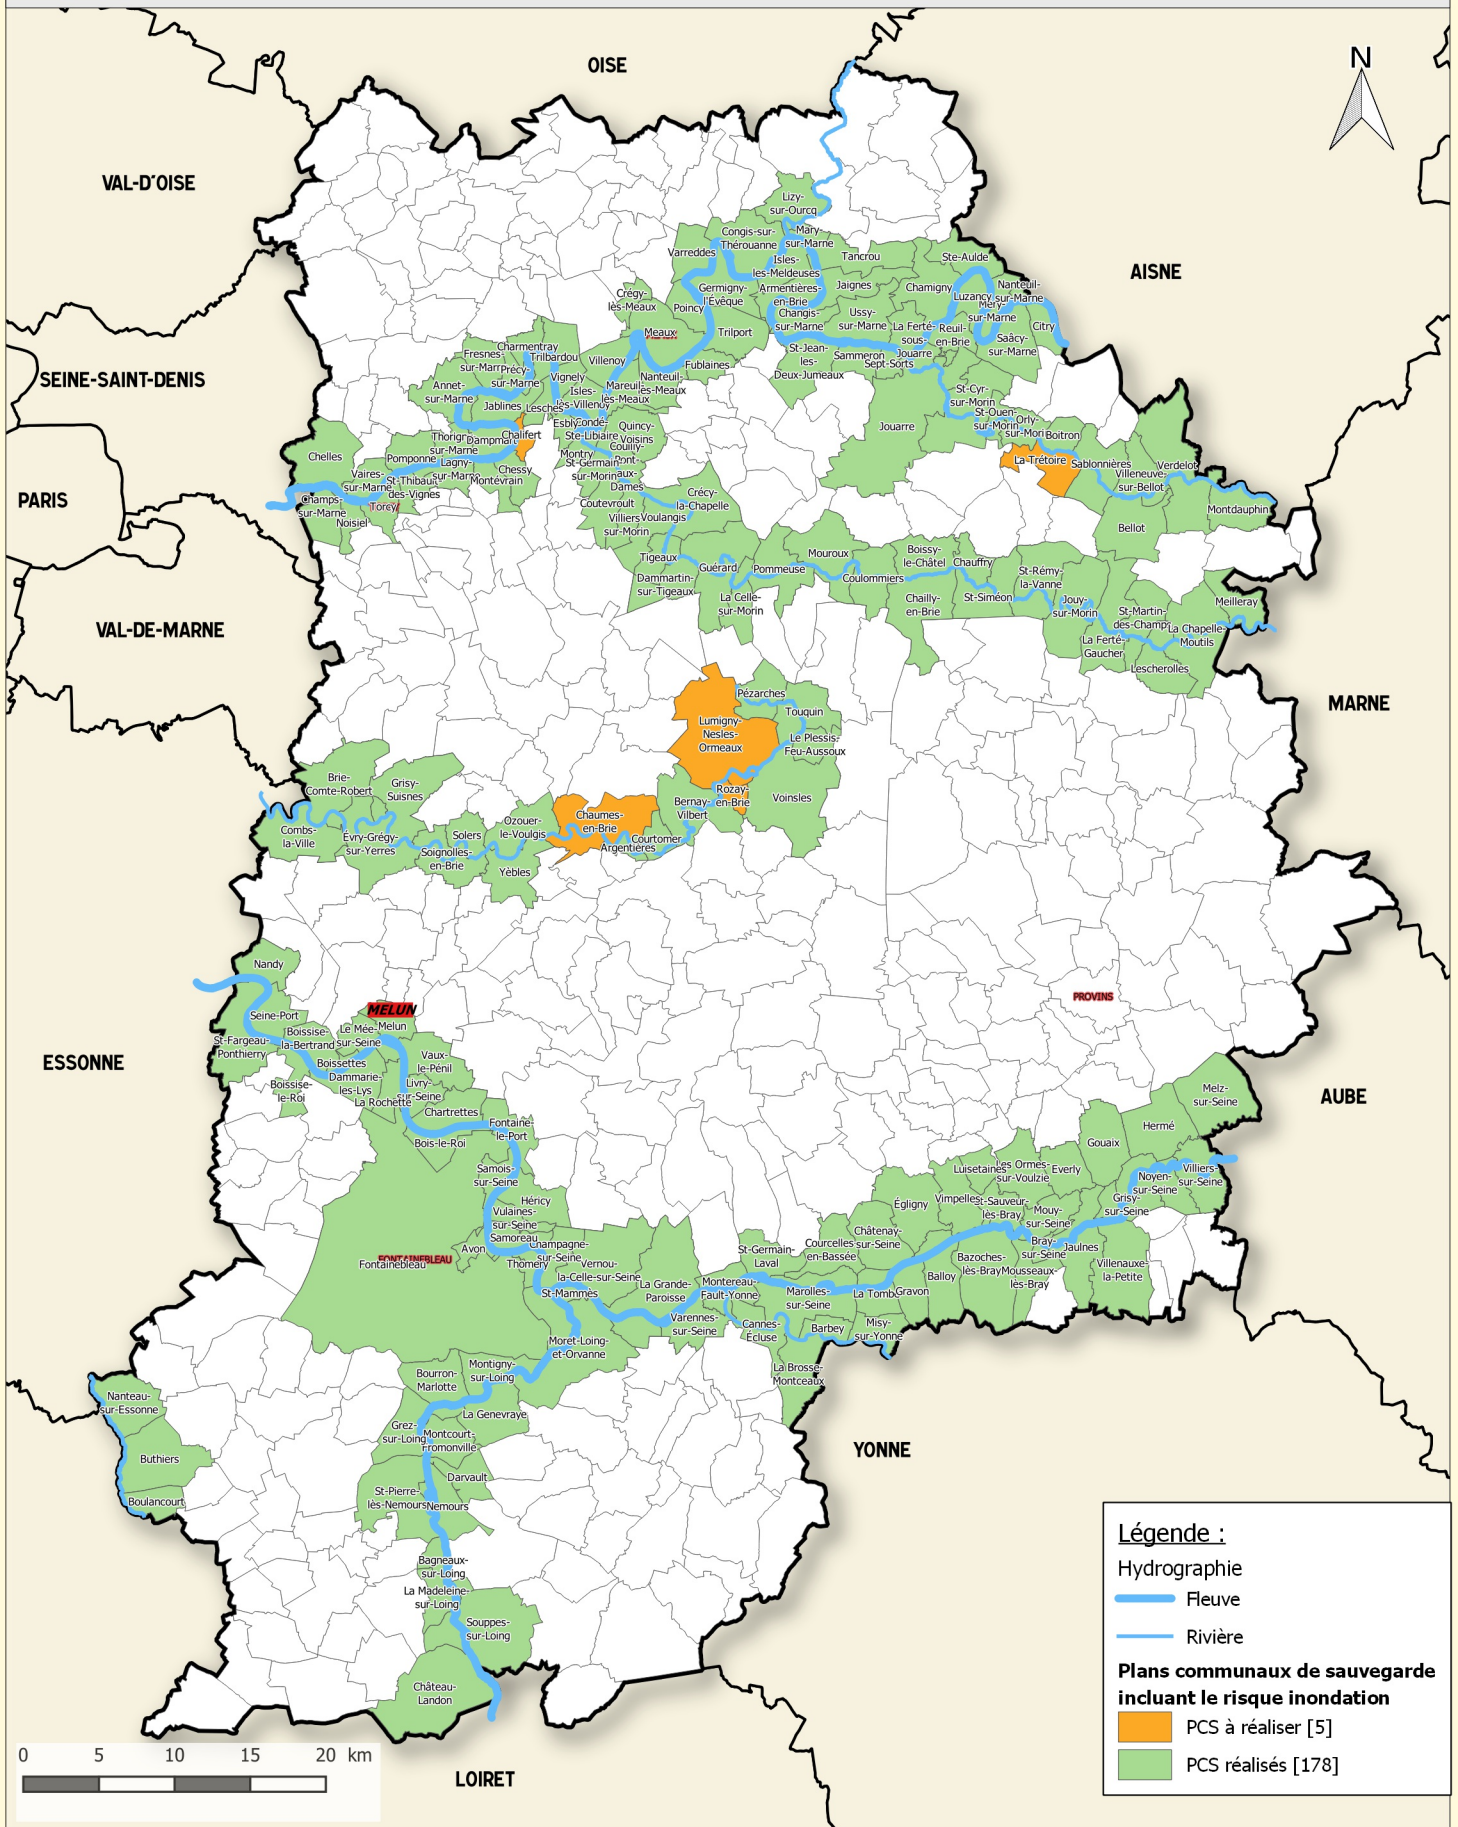 OISE
N
VAL-D'OISE
Lizy-
sur-Ourcq
Congis-sur-
Thérouanne
Mary-
sur-Marne
Varreddes
Tancrou
Ste-Aulde
AISNE
Isles-
les-Meldeuses
Germigny-
l'Évêque
Armentières-
en-Brie
Jaignes
Chamigny
Nanteuil-
sur-Marne
Luzancy
Méry-
sur-Marne
Crégy-
lès-Meaux
Poincy
Changis-
sur-Marne
Ussy-
sur-Marne
La Ferté-
sous-
Jouarre
Reuil-
en-Brie
Citry
Saâcy-
sur-Marne
Meaux
Trilport
St-Jean-
les-
Deux-Jumeaux
Sammeron
Sept-Sorts
Charmentray
Trilbardou
Fresnes-
sur-Marne
Précy-
sur-Marne
Villenoy
Fublaines
SEINE-SAINT-DENIS
Annet-
sur-Marne
Vignely
Isles-
lès-Villenoy
Mareuil-
lès-Meaux
Nanteuil-
lès-Meaux
St-Cyr-
sur-Morin
Jablines
Lesches
St-Ouen-
sur-Morin
Orly-
sur-Morin
Boitron
Esbly
Condé-
Ste-Libiaire
Quincy-
Voisins
Jouarre
Thorigny-
sur-Marne
Dampmart
Chalifert
Couilly-
Pont-
aux-
Dames
Chelles
Pomponne
Lagny-
sur-Marne
Montry
St-Germain-
sur-Morin
La Trétoire
Sablonnières
Verdelot
Vaires-
sur-Marne
St-Thibault-
des-Vignes
Chessy
Montévrain
Villeneuve-
sur-Bellot
PARIS
Champs-
sur-Marne
Torcy
Noisiel
Coutevroult
Crécy-
la-Chapelle
Villiers-
sur-Morin
Voulangis
Montdauphin
Bellot
Tigeaux
Guérard
Pommeuse
Mouroux
Coulommiers
Boissy-
le-Châtel
Chauffry
St-Rémy-
la-Vanne
Dammartin-
sur-Tigeaux
La Celle-
sur-Morin
Chailly-
en-Brie
St-Siméon
Jouy-
sur-Morin
St-Martin-
des-Champs
Meilleray
VAL-DE-MARNE
La Chapelle-
Moutils
La Ferté-
Gaucher
Lescherolles
MARNE
Pézarches
Touquin
Lumigny-
Nesles-
Ormeaux
Le Plessis-
Feu-Aussoux
Brie-
Comte-Robert
Grisy-
Suisnes
Rozay-
en-Brie
Voinsles
Bernay-
Vilbert
Chaumes-
en-Brie
Ozouer-
le-Voulgis
Combs-
la-Ville
Évry-Grégy-
sur-Yerres
Solers
Courtomer
Argentières
Soignolles-
en-Brie
Yèbles
Nandy
PROVINS
MELUN
Seine-Port
Boissise-
la-Bertrand
Le Mée-
sur-Seine
Melun
St-Fargeau-
Ponthierry
ESSONNE
Boissettes
Vaux-
le-Pénil
Boissise-
le-Roi
Dammarie-
les-Lys
Livry-
sur-Seine
La Rochette
Chartrettes
Melz-
sur-Seine
AUBE
Fontaine-
le-Port
Bois-le-Roi
Hermé
Gouaix
Samois-
sur-Seine
Luisetaines
Les Ormes-
sur-Voulzie
Everly
Noyen-
sur-Seine
Villiers-
sur-Seine
Héricy
Vulaines-
sur-Seine
Samoreau
Égligny
Vimpelles
St-Sauveur-
lès-Bray
Mouy-
sur-Seine
Grisy-
sur-Seine
Avon
Champagne-
sur-Seine
Châtenay-
sur-Seine
Courcelles-
en-Bassée
St-Germain-
Laval
Bray-
sur-Seine
Jaulnes
FONTAINEBLEAU
Fontainebleau
Thomery
Vernou-
la-Celle-sur-Seine
Bazoches-
lès-Bray
Mousseaux-
lès-Bray
Villenauxe-
la-Petite
Balloy
St-Mammès
La Grande-
Paroisse
Montereau-
Fault-Yonne
Marolles-
sur-Seine
La Tombe
Gravon
Varennes-
sur-Seine
Cannes-
Écluse
Barbey
Misy-
sur-Yonne
Moret-Loing-
et-Orvanne
La Brosse-
Montceaux
Bourron-
Marlotte
Montigny-
sur-Loing
Nanteau-
sur-Essonne
La Genevraye
Grez-
sur-Loing
Montcourt-
Fromonville
Buthiers
YONNE
Darvault
Boulancourt
St-Pierre-
lès-Nemours
Nemours
Bagneaux-
sur-Loing
La Madeleine-
sur-Loing
Souppes-
sur-Loing
Château-
Landon
LOIRET
0 5 10 15 20 km
Légende :
Hydrographie
Fleuve
Rivière
Plans communaux de sauvegarde
incluant le risque inondation
PCS à réaliser [5]
PCS réalisés [178]